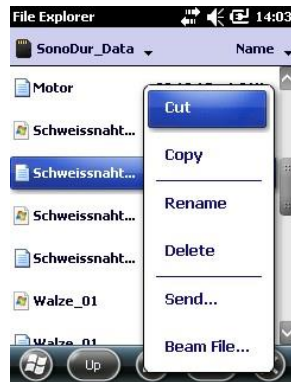 File Explorer 14:03
SonoDur_Data Name
Motor
Schweissnaht...
Schweissnaht...
Schweissnaht...
Schweissnaht...
Walze_01
Walze_01
Cut
Copy
Rename
Delete
Send...
Beam File...
Up